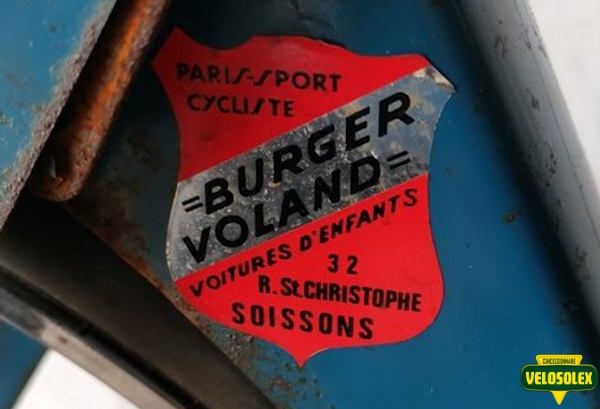 PARIS-SPORT
CYCLISTE
=BURGER
VOLAND=
VOITURES D'ENFANTS
32
R. St. CHRISTOPHE
SOISSONS
CONCESSIONNAIRE
VELOSOLEX